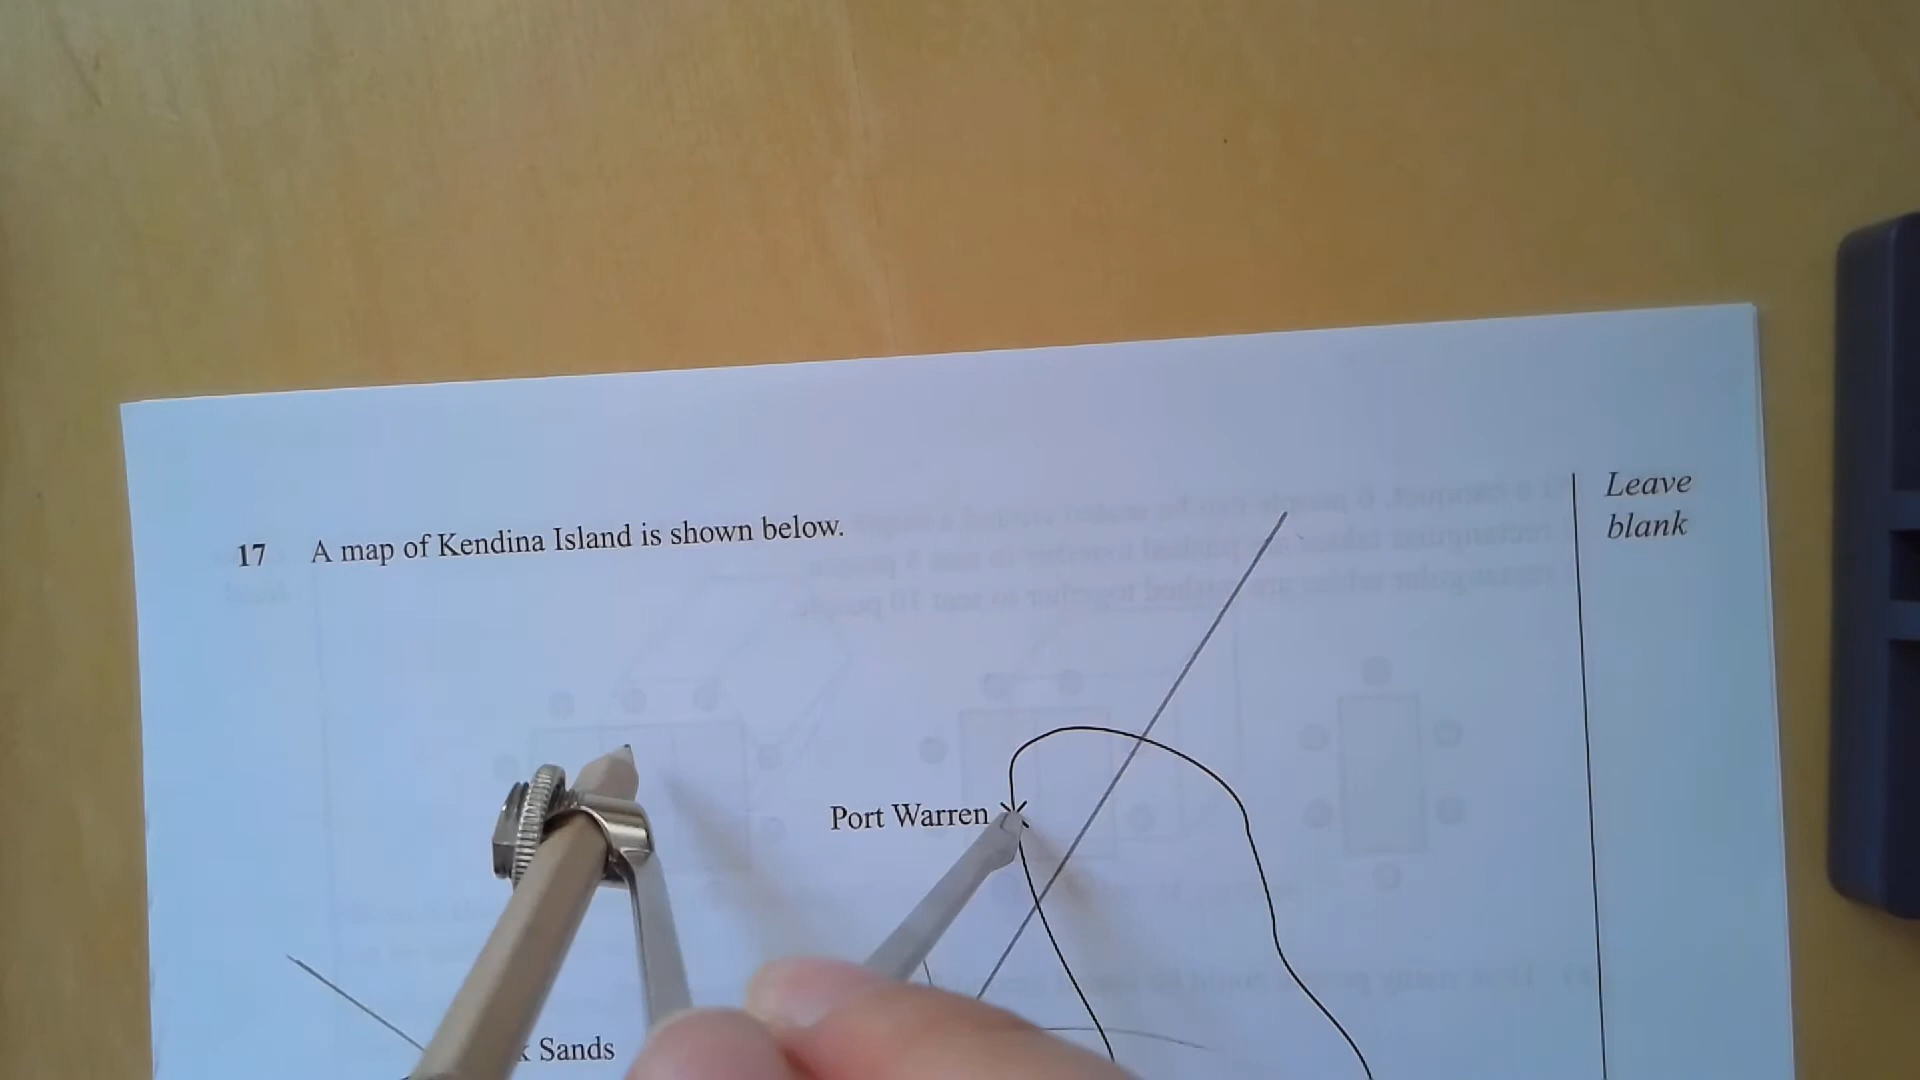 17 A map of Kendina Island is shown below.
Leave
blank
Port Warren
Sands